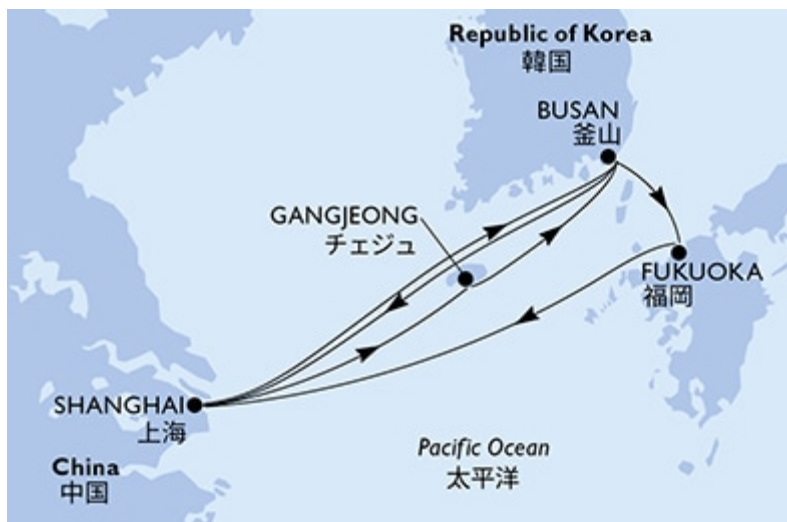 Republic of Korea
韓国
BUSAN
釜山
GANGJEONG
チェジュ
FUKUOKA
福岡
SHANGHAI
上海
Pacific Ocean
太平洋
China
中国